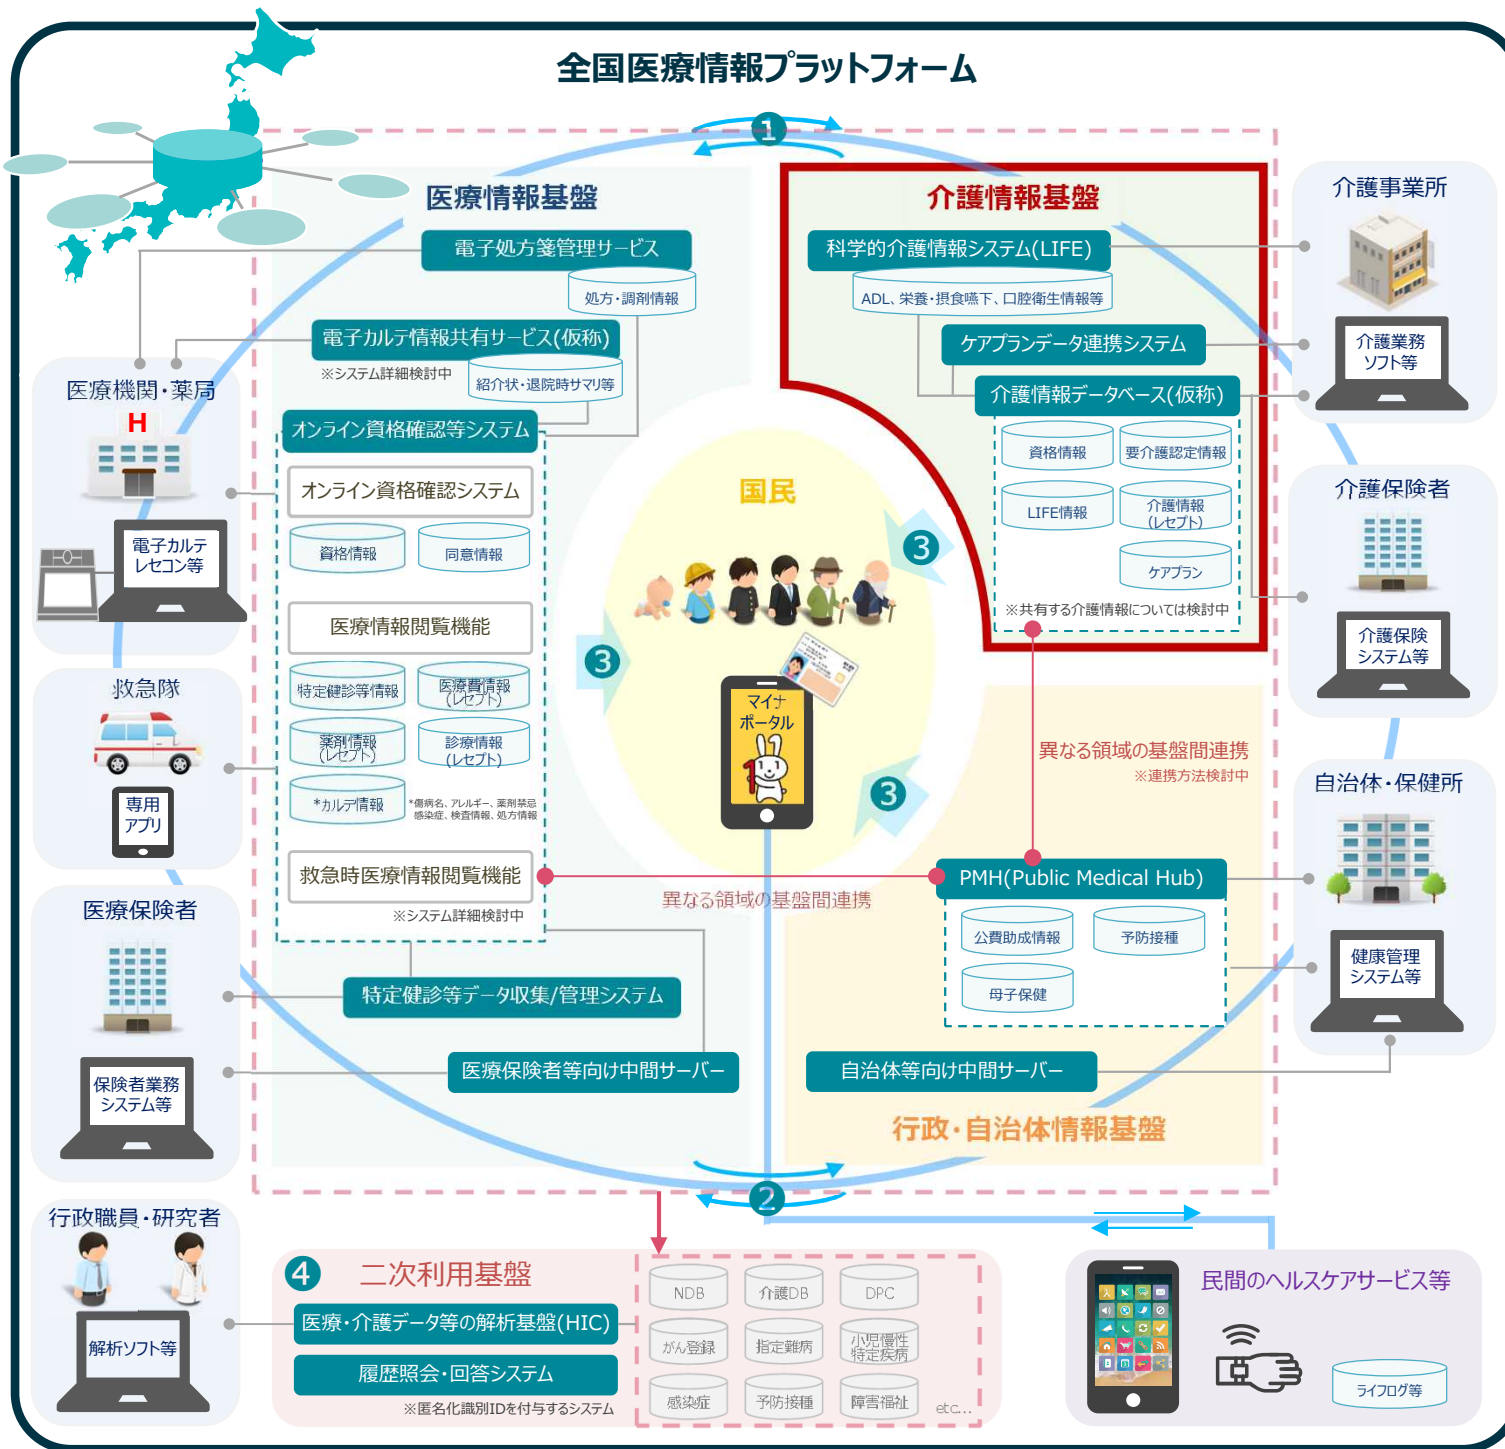 全国医療情報プラットフォーム
1
医療情報基盤
電子処方箋管理サービス
処方・調剤情報
電子カルテ情報共有サービス(仮称)
※システム詳細検討中
紹介状・退院時サマリ等
オンライン資格確認等システム
オンライン資格確認システム
資格情報
同意情報
医療情報閲覧機能
特定健診等情報
医療費情報
(レセプト)
薬剤情報
(レセプト)
診療情報
(レセプト)
*カルテ情報
*傷病名、アレルギー、薬剤禁忌
感染症、検査情報、処方情報
救急時医療情報閲覧機能
※システム詳細検討中
特定健診等データ収集/管理システム
医療保険者等向け中間サーバー
介護情報基盤
科学的介護情報システム(LIFE)
ADL、栄養・摂食嚥下、口腔衛生情報等
ケアプランデータ連携システム
介護情報データベース(仮称)
資格情報
要介護認定情報
LIFE情報
介護情報
(レセプト)
ケアプラン
※共有する介護情報については検討中
国民
3
3
3
マイナ
ポータル
1
異なる領域の基盤間連携
※連携方法検討中
異なる領域の基盤間連携
PMH(Public Medical Hub)
公費助成情報
予防接種
母子保健
自治体等向け中間サーバー
行政・自治体情報基盤
2
医療機関・薬局
H
電子カルテ
レセコン等
救急隊
専用
アプリ
医療保険者
保険者業務
システム等
行政職員・研究者
解析ソフト等
介護事業所
介護業務
ソフト等
介護保険者
介護保険
システム等
自治体・保健所
健康管理
システム等
4
二次利用基盤
医療・介護データ等の解析基盤(HIC)
履歴照会・回答システム
※匿名化識別IDを付与するシステム
NDB
介護DB
DPC
がん登録
指定難病
小児慢性
特定疾病
感染症
予防接種
障害福祉
etc...
民間のヘルスケアサービス等
ライフログ等